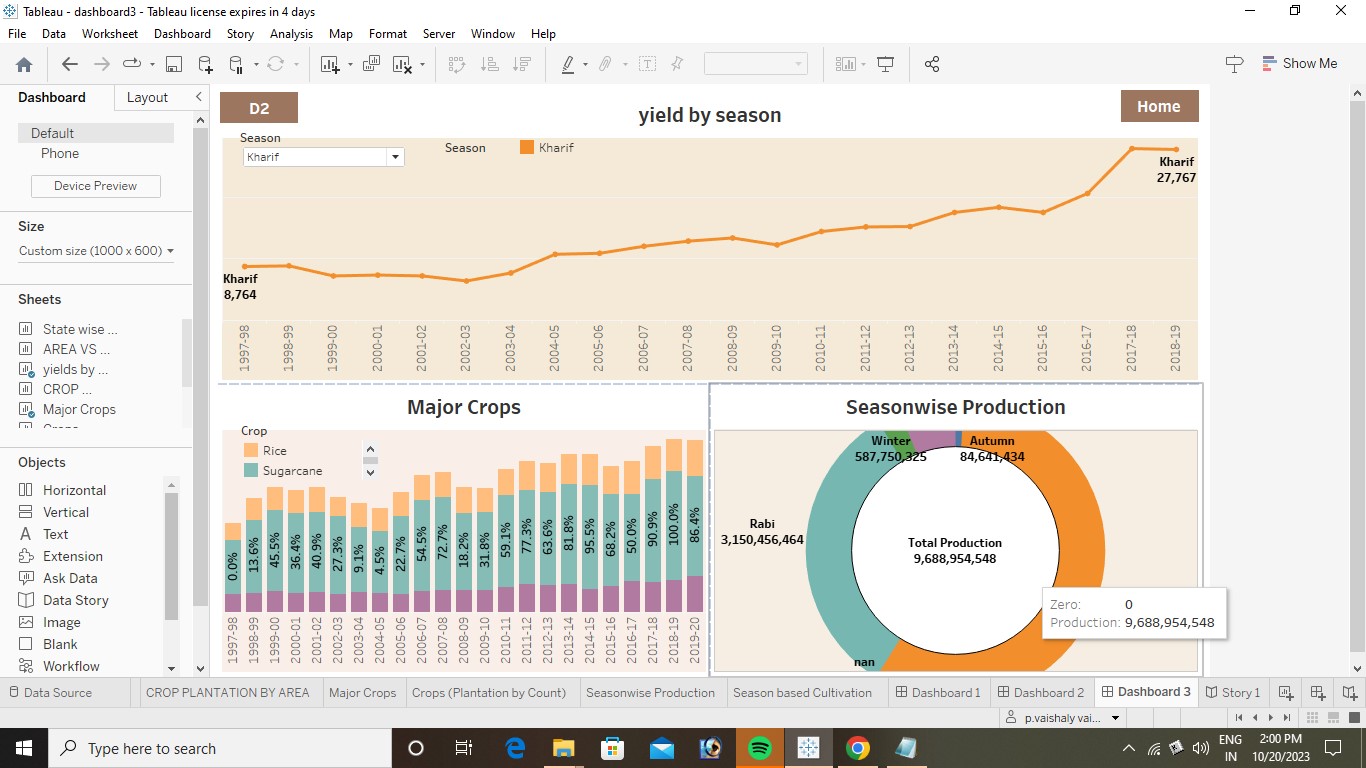 Tableau - dashboard3 - Tableau license expires in 4 days
File Data Worksheet Dashboard Story Analysis Map Format Server Window Help
Show Me
Dashboard Layout
Default
Phone
Device Preview
Size
Custom size (1000 x 600)
Sheets
State wise ...
AREA VS ...
yields by ...
CROP ...
Major Crops
Objects
Horizontal
Vertical
Text
Extension
Ask Data
Data Story
Image
Blank
Workflow
D2
yield by season
Home
Season
Kharif
Season Kharif
Kharif
27,767
Kharif
8,764
1997-98 1998-99 1999-00 2000-01 2001-02 2002-03 2003-04 2004-05 2005-06 2006-07 2007-08 2008-09 2009-10 2010-11 2011-12 2012-13 2013-14 2014-15 2015-16 2016-17 2017-18 2018-19
Major Crops
Crop
Rice
Sugarcane
0.0% 13.6% 45.5% 36.4% 40.9% 27.3% 9.1% 4.5% 22.7% 54.5% 72.7% 18.2% 31.8% 59.1% 77.3% 63.6% 81.8% 95.5% 68.2% 50.0% 90.9% 100.0% 86.4%
1997-98 1998-99 1999-00 2000-01 2001-02 2002-03 2003-04 2004-05 2005-06 2006-07 2007-08 2008-09 2009-10 2010-11 2011-12 2012-13 2013-14 2014-15 2015-16 2016-17 2017-18 2018-19 2019-20
Seasonwise Production
Winter
587,750,325
Autumn
84,641,434
Rabi
3,150,456,464
Total Production
9,688,954,548
Zero: 0
Production: 9,688,954,548
nan
Data Source CROP PLANTATION BY AREA Major Crops Crops (Plantation by Count) Seasonwise Production Season based Cultivation Dashboard 1 Dashboard 2 Dashboard 3 Story 1
p.vaishaly vai...
Type here to search
ENG
IN
2:00 PM
10/20/2023